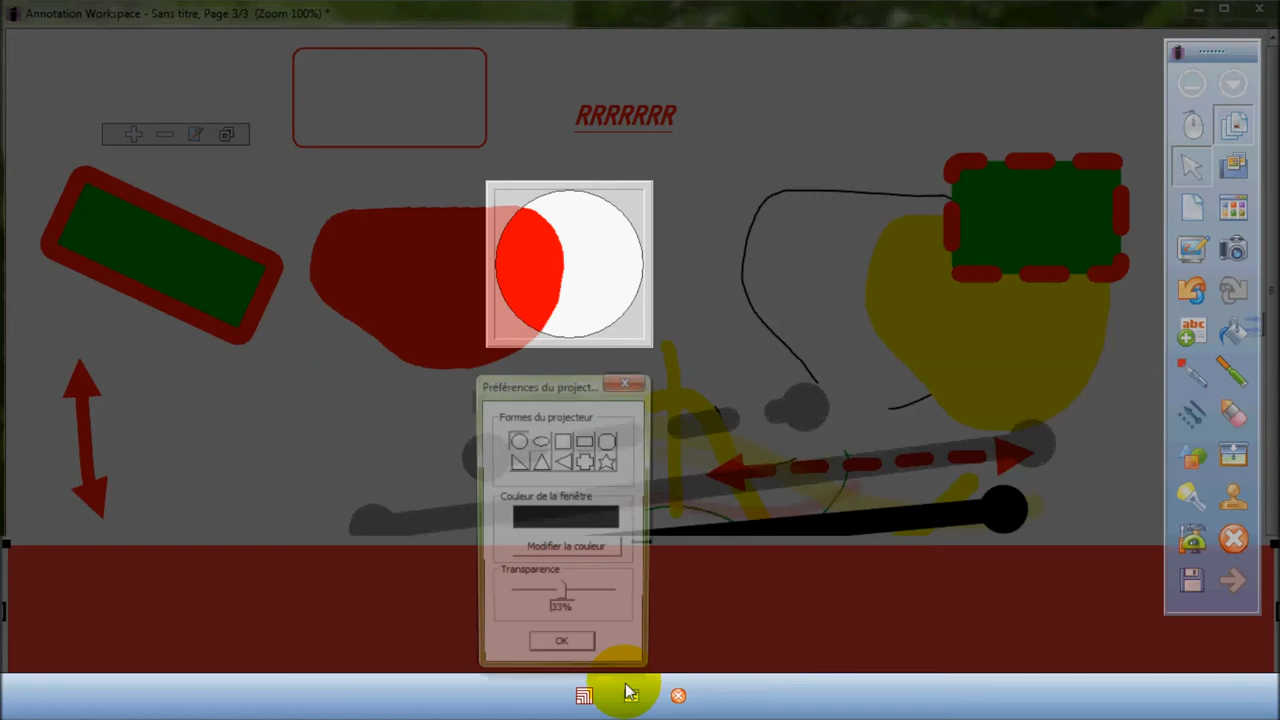 Annotation Workspace - Sans titre, Page 3/3 (Zoom 100%) *
RRRRRRR
Préférences du project...
Formes du projecteur
Couleur de la fenêtre
Modifier la couleur
Transparence
33%
OK
abc